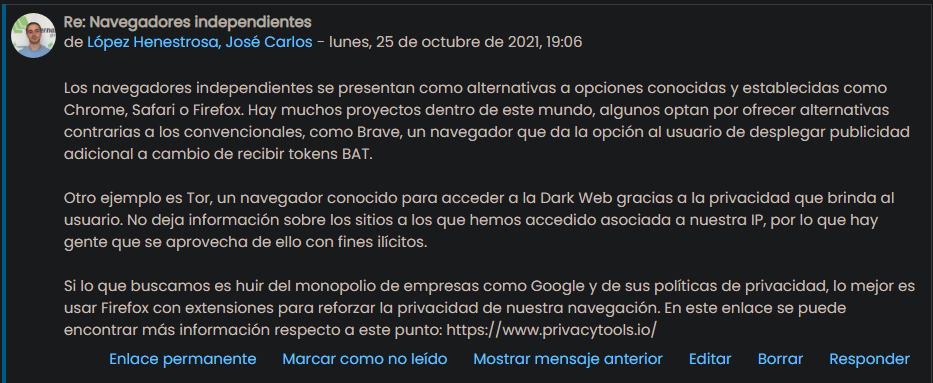 Re: Navegadores independientes
de López Henestrosa, José Carlos - lunes, 25 de octubre de 2021, 19:06
Los navegadores independientes se presentan como alternativas a opciones conocidas y establecidas como
Chrome, Safari o Firefox. Hay muchos proyectos dentro de este mundo, algunos optan por ofrecer alternativas
contrarias a los convencionales, como Brave, un navegador que da la opción al usuario de desplegar publicidad
adicional a cambio de recibir tokens BAT.
Otro ejemplo es Tor, un navegador conocido para acceder a la Dark Web gracias a la privacidad que brinda al
usuario. No deja información sobre los sitios a los que hemos accedido asociada a nuestra IP, por lo que hay
gente que se aprovecha de ello con fines ilícitos.
Si lo que buscamos es huir del monopolio de empresas como Google y de sus políticas de privacidad, lo mejor es
usar Firefox con extensiones para reforzar la privacidad de nuestra navegación. En este enlace se puede
encontrar más información respecto a este punto: https://www.privacytools.io/
Enlace permanente Marcar como no leído Mostrar mensaje anterior Editar Borrar Responder